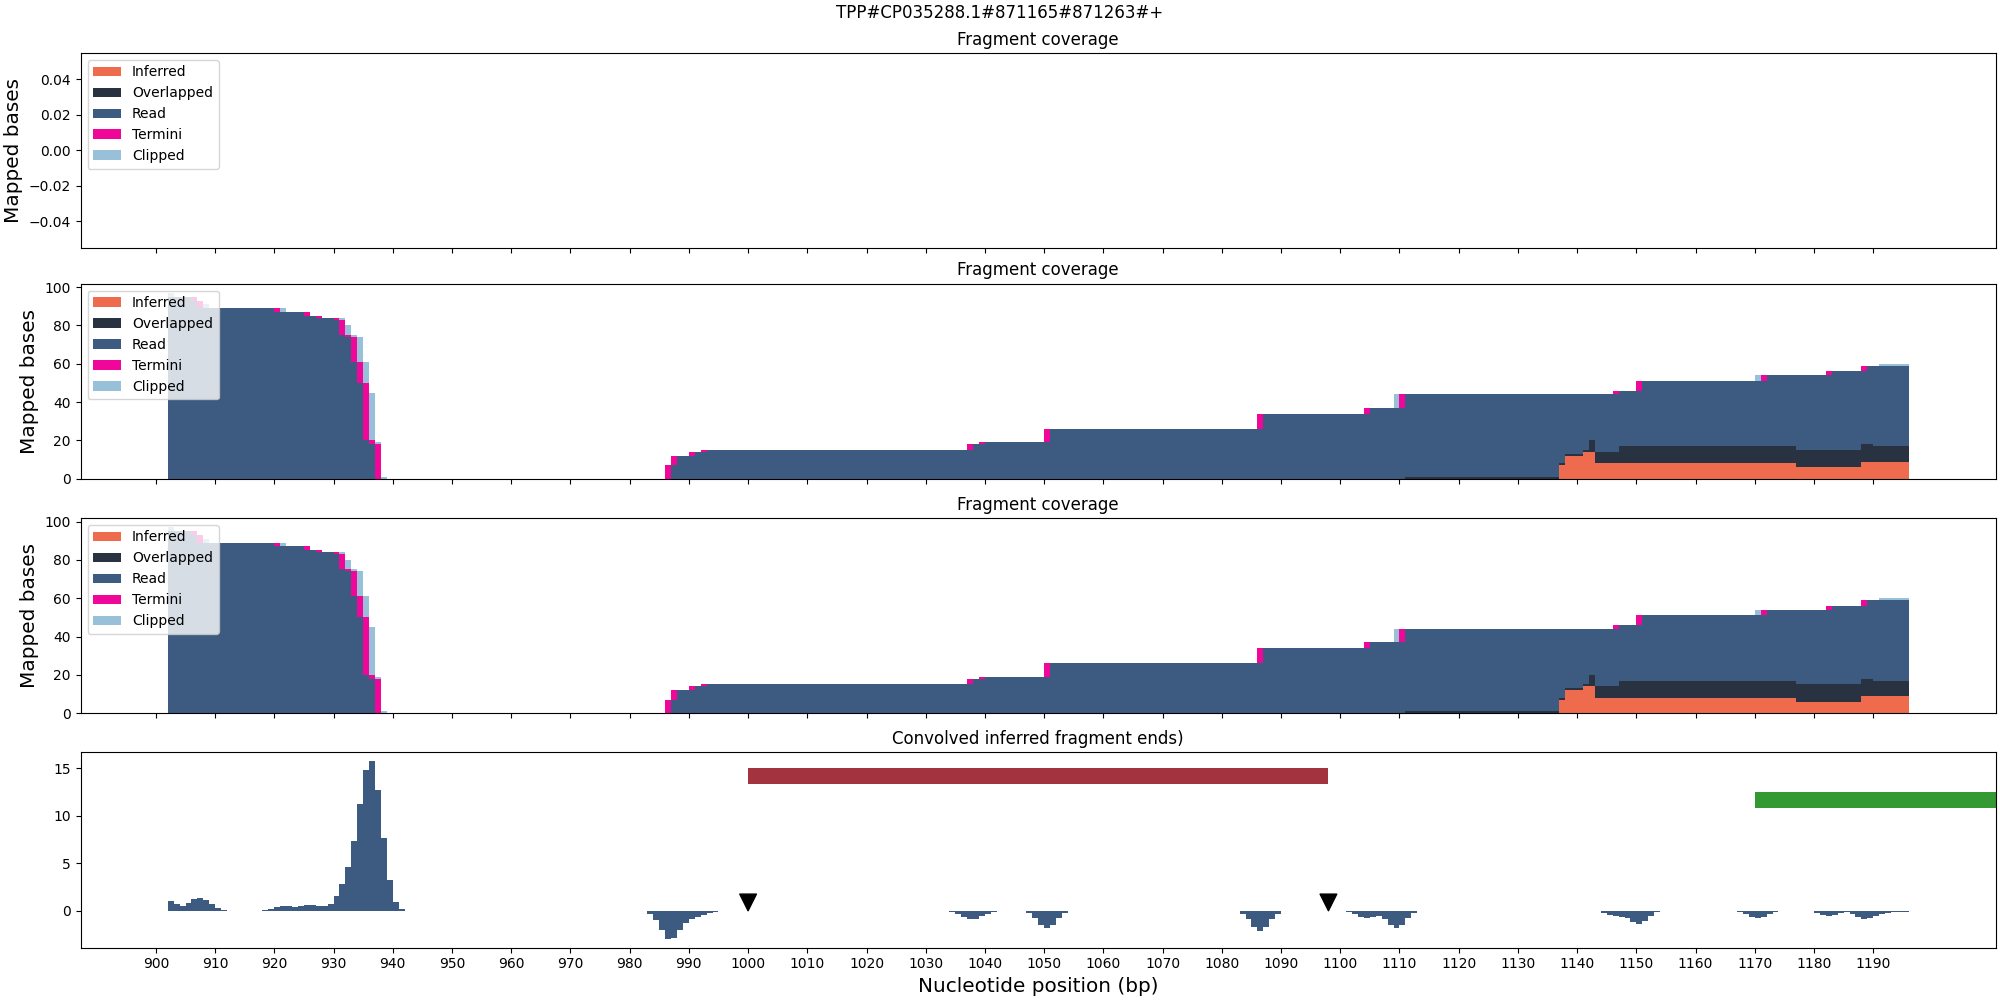 TPP#CP035288.1#871165#871263#+
Fragment coverage
Mapped bases
0.04
0.02
0.00
−0.02
−0.04
Inferred
Overlapped
Read
Termini
Clipped
Fragment coverage
Mapped bases
100
80
60
40
20
0
Inferred
Overlapped
Read
Termini
Clipped
Fragment coverage
Mapped bases
100
80
60
40
20
0
Inferred
Overlapped
Read
Termini
Clipped
Convolved inferred fragment ends)
15
10
5
0
900 910 920 930 940 950 960 970 980 990 1000 1010 1020 1030 1040 1050 1060 1070 1080 1090 1100 1110 1120 1130 1140 1150 1160 1170 1180 1190
Nucleotide position (bp)